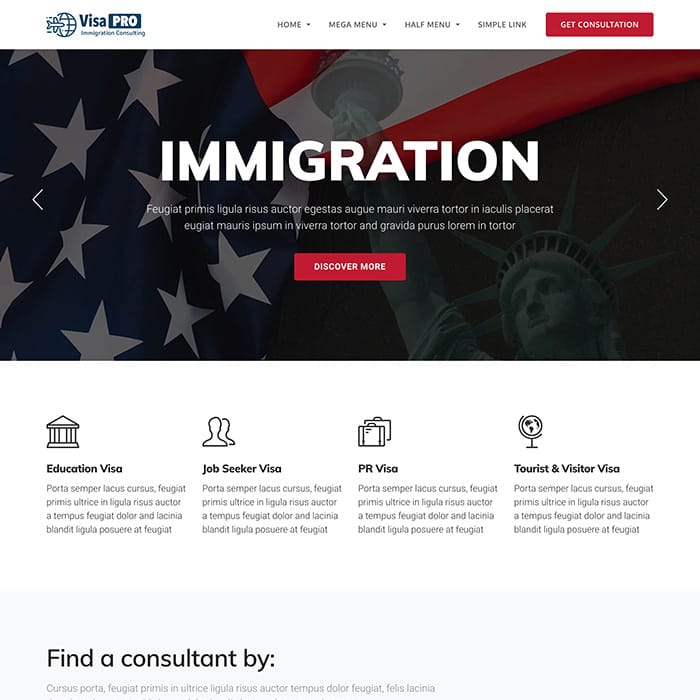 Visa PRO
Immigration Consulting
HOME
MEGA MENU
HALF MENU
SIMPLE LINK
GET CONSULTATION
IMMIGRATION
Feugiat primis ligula risus auctor egestas augue mauri viverra tortor in iaculis placerat
eugiat mauris ipsum in viverra tortor and gravida purus lorem in tortor
DISCOVER MORE
Education Visa
Porta semper lacus cursus, feugiat
primis ultrice in ligula risus auctor
a tempus feugiat dolor and lacinia
blandit ligula posuere at feugiat
Job Seeker Visa
Porta semper lacus cursus, feugiat
primis ultrice in ligula risus auctor
a tempus feugiat dolor and lacinia
blandit ligula posuere at feugiat
PR Visa
Porta semper lacus cursus, feugiat
primis ultrice in ligula risus auctor
a tempus feugiat dolor and lacinia
blandit ligula posuere at feugiat
Tourist & Visitor Visa
Porta semper lacus cursus, feugiat
primis ultrice in ligula risus auctor
a tempus feugiat dolor and lacinia
blandit ligula posuere at feugiat
Find a consultant by:
Cursus porta, feugiat primis in ultrice ligula risus auctor tempus dolor feugiat, felis lacinia